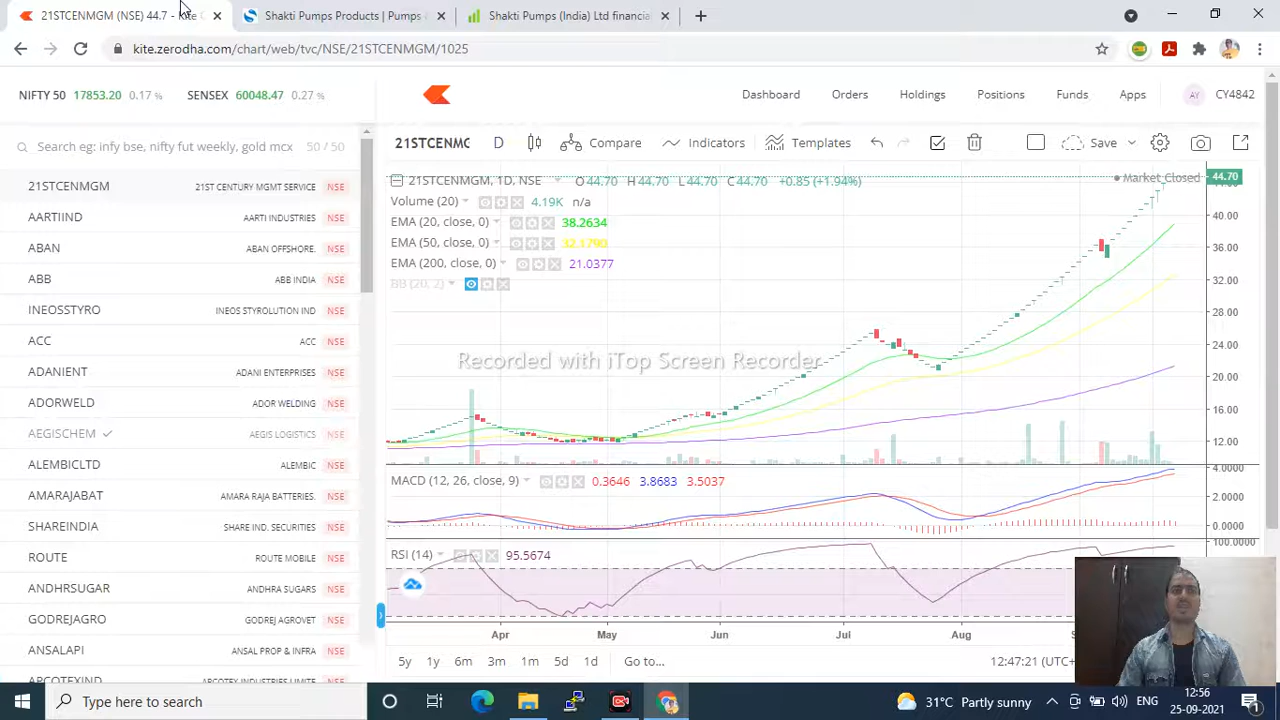 21STCENMGM (NSE) 44.7
Shakti Pumps Products | Pumps
Shakti Pumps (India) Ltd financia
kite.zerodha.com/chart/web/tvc/NSE/21STCENMGM/1025
NIFTY 50 17853.20 0.17 %
SENSEX 60048.47 0.27 %
Dashboard Orders Holdings Positions Funds Apps AY CY4842
Search eg: infy bse, nifty fut weekly, gold mcx 50 / 50
21STCENMGM 21ST CENTURY MGMT SERVICE NSE
AARTIIND AARTI INDUSTRIES NSE
ABAN ABAN OFFSHORE. NSE
ABB ABB INDIA NSE
INEOSSTYRO INEOS STYROLUTION IND NSE
ACC ACC NSE
ADANIENT ADANI ENTERPRISES NSE
ADORWELD ADOR WELDING NSE
AEGISCHEM AEGIS LOGISTICS NSE
ALEMBICLTD ALEMBIC NSE
AMARAJABAT AMARA RAJA BATTERIES. NSE
SHAREINDIA SHARE IND. SECURITIES NSE
ROUTE ROUTE MOBILE NSE
ANDHRSUGAR ANDHRA SUGARS NSE
GODREJAGRO GODREJ AGROVET NSE
ANSALAPI ANSAL PROP & INFRA NSE
APCOTEXIND APCOTEX INDUSTRIES LIMITED NSE
21STCENMG D Compare Indicators Templates Save
21STCENMGM, 1D, NSE O 44.70 H 44.70 L 44.70 C 44.70 +0.85 (+1.94%)
Market Closed
44.70
Volume (20) 4.19K n/a
EMA (20, close, 0) 38.2634
EMA (50, close, 0) 32.1790
EMA (200, close, 0) 21.0377
BB (20, 2)
40.00
36.00
32.00
28.00
24.00
20.00
16.00
12.00
Recorded with iTop Screen Recorder
MACD (12, 26, close, 9) 0.3646 3.8683 3.5037
4.0000
2.0000
0.0000
RSI (14) 95.5674
100.0000
Apr May Jun Jul Aug
5y 1y 6m 3m 1m 5d 1d Go to...
12:47:21 (UTC+
Type here to search
31°C Partly sunny
ENG
12:56
25-09-2021